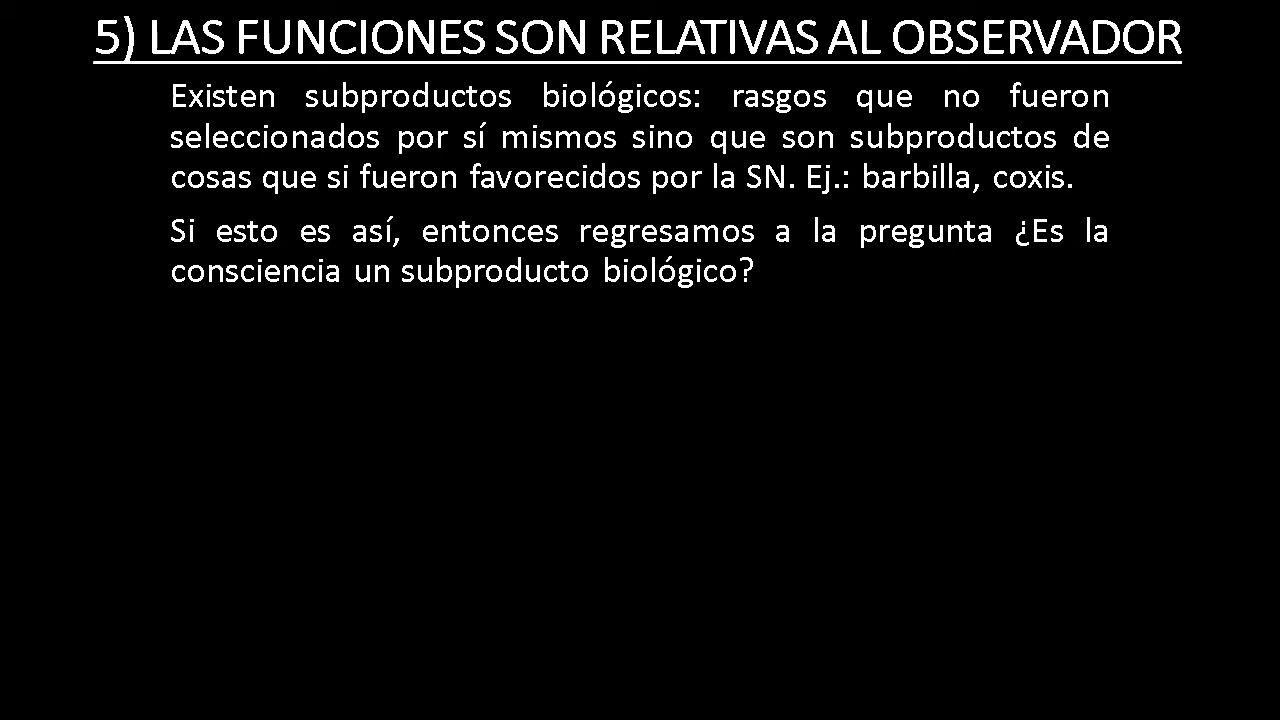 5) LAS FUNCIONES SON RELATIVAS AL OBSERVADOR
Existen subproductos biológicos: rasgos que no fueron
seleccionados por sí mismos sino que son subproductos de
cosas que si fueron favorecidos por la SN. Ej.: barbilla, coxis.
Si esto es así, entonces regresamos a la pregunta ¿Es la
consciencia un subproducto biológico?